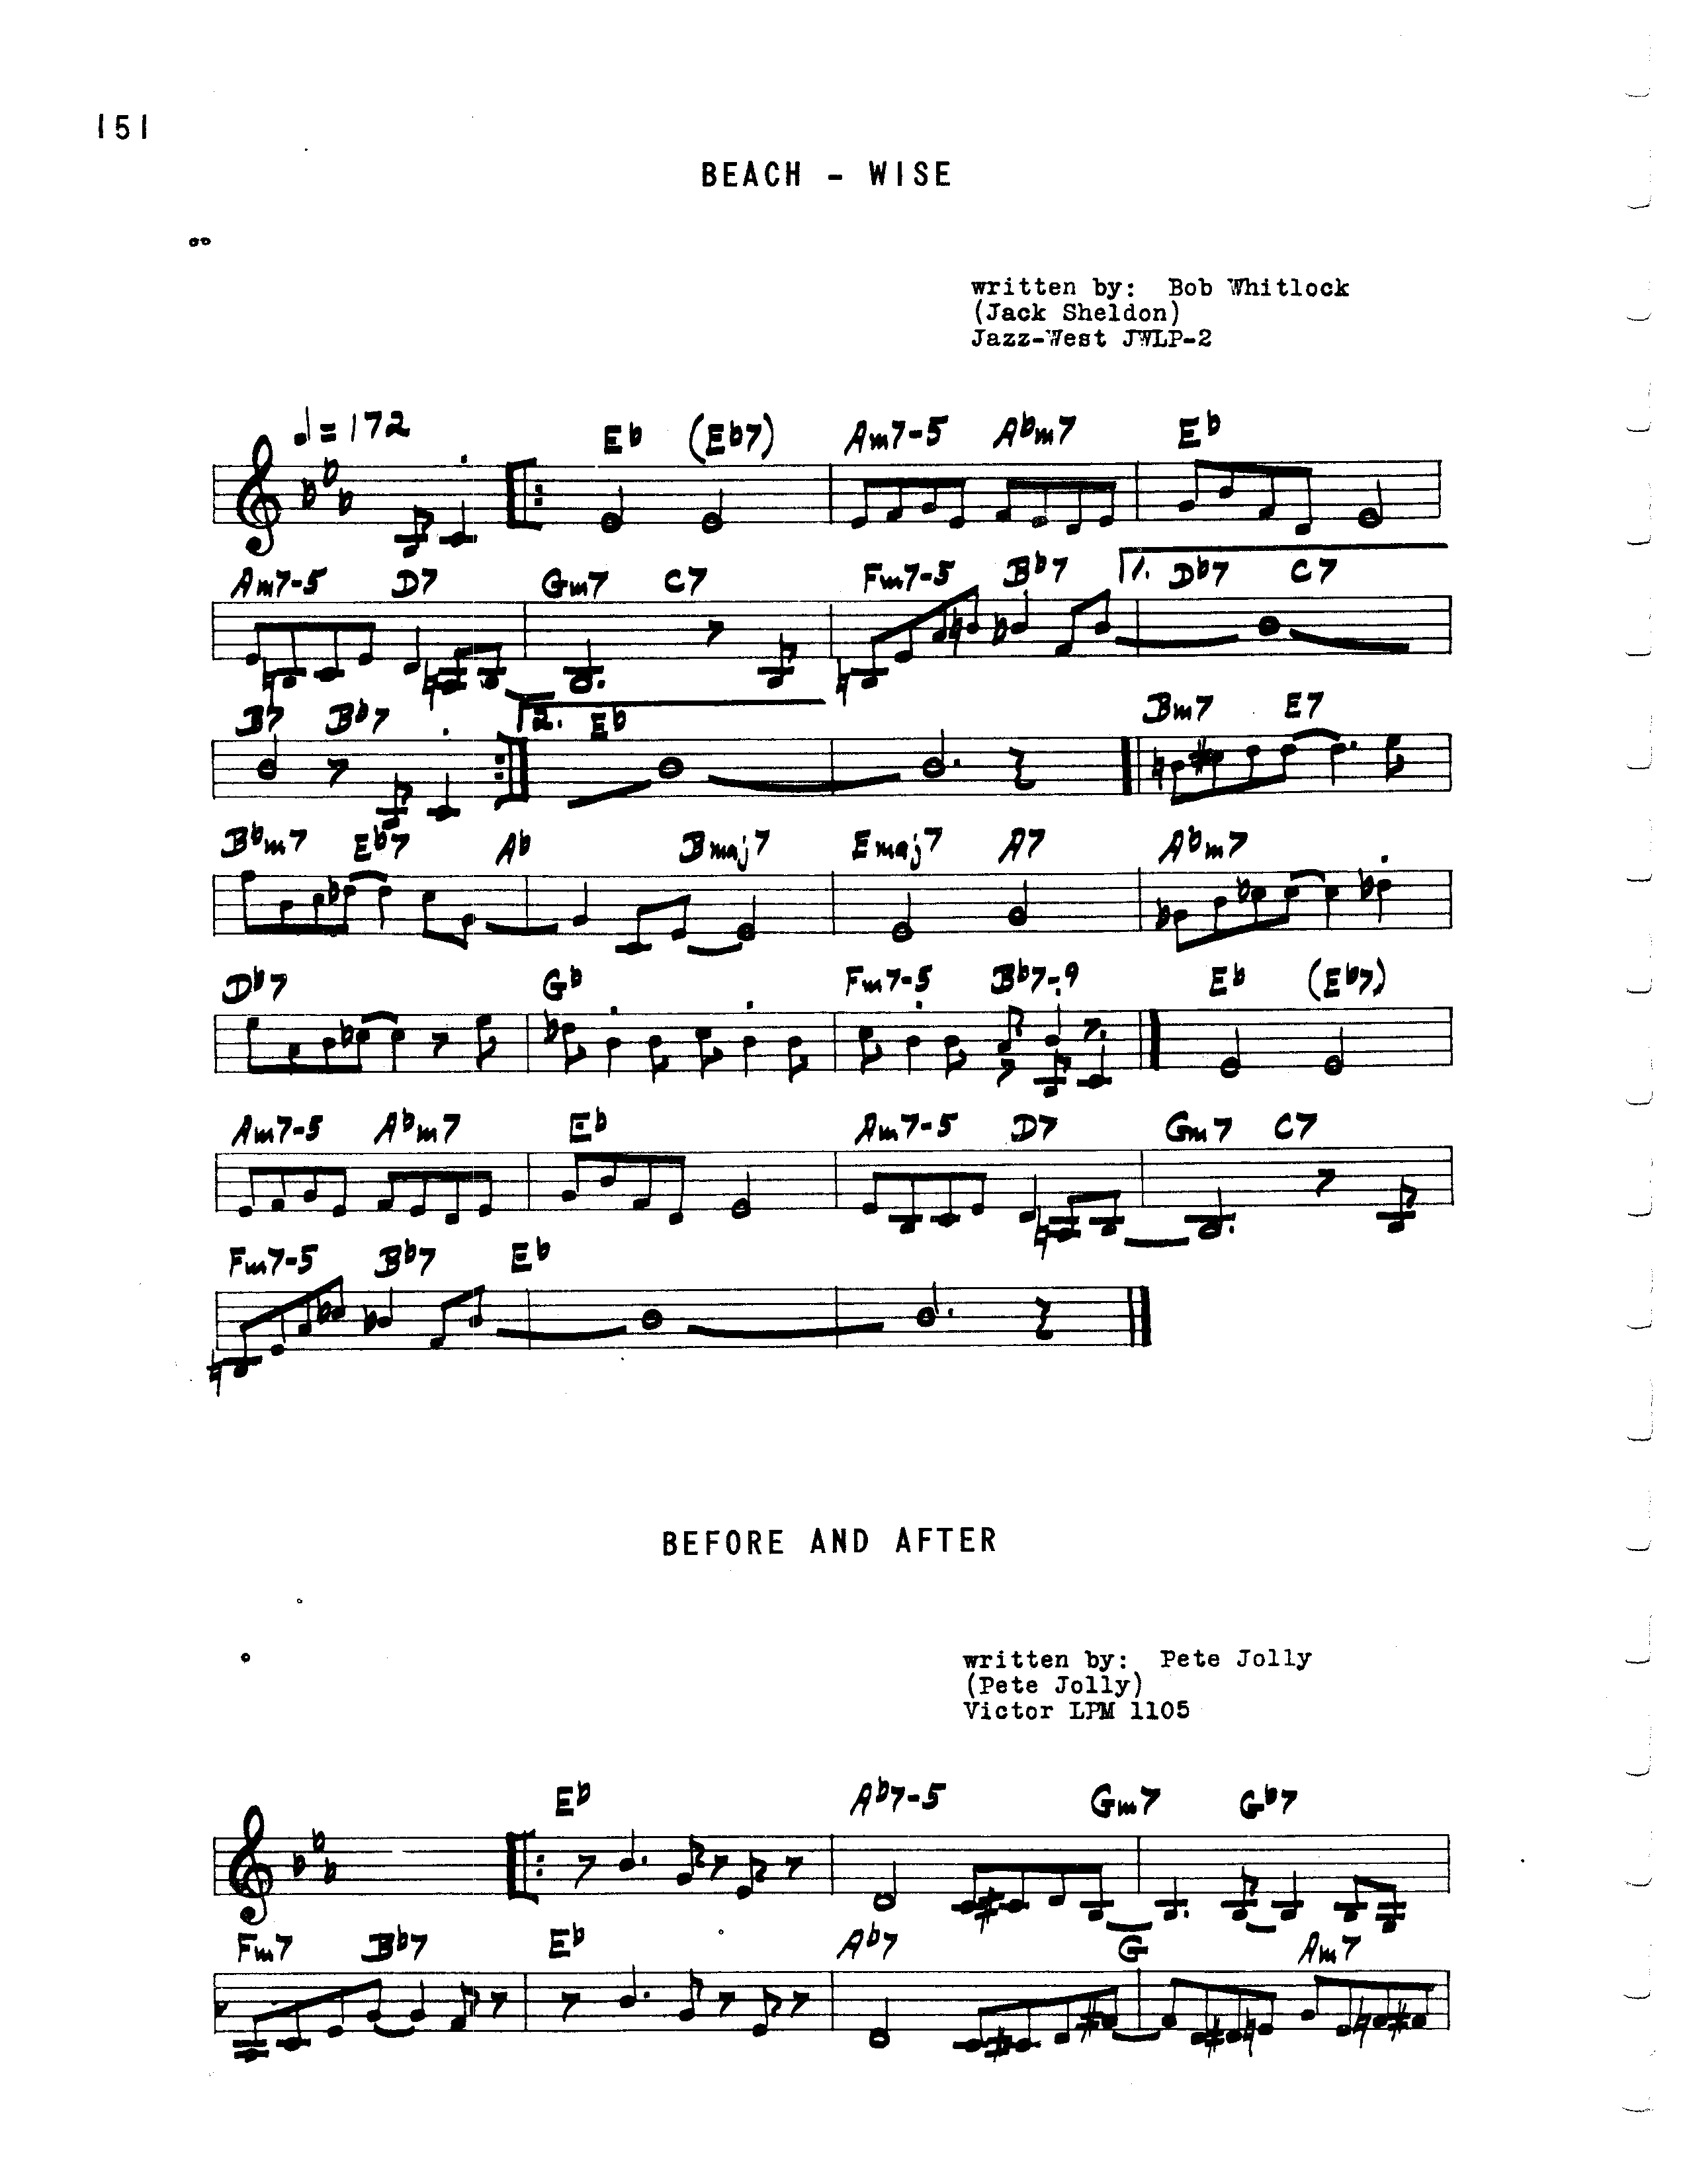 151
BEACH - WISE
written by: Bob Whitlock
(Jack Sheldon)
Jazz-West JWLP-2
♩=172
Eb (Eb7) Am7-5 Abm7 Eb
Am7-5 D7 Gm7 C7 Fm7-5 Bb7 1. Db7 C7
B7 Bb7 2. Eb Bm7 E7
Bbm7 Eb7 Ab Bmaj7 Emaj7 A7 Abm7
Db7 Gb Fm7-5 Bb7-9 Eb (Eb7)
Am7-5 Abm7 Eb Am7-5 D7 Gm7 C7
Fm7-5 Bb7 Eb
BEFORE AND AFTER
written by: Pete Jolly
(Pete Jolly)
Victor LPM 1105
Eb Ab7-5 Gm7 Gb7
Fm7 Bb7 Eb Ab7 G Am7